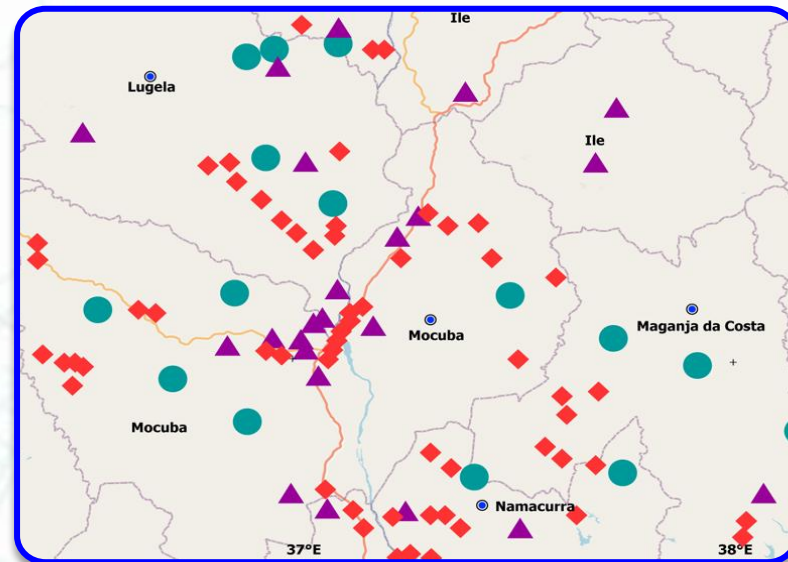 Ile
Lugela
Ile
Mocuba
Maganja da Costa
Mocuba
Namacurra
37°E
38°E